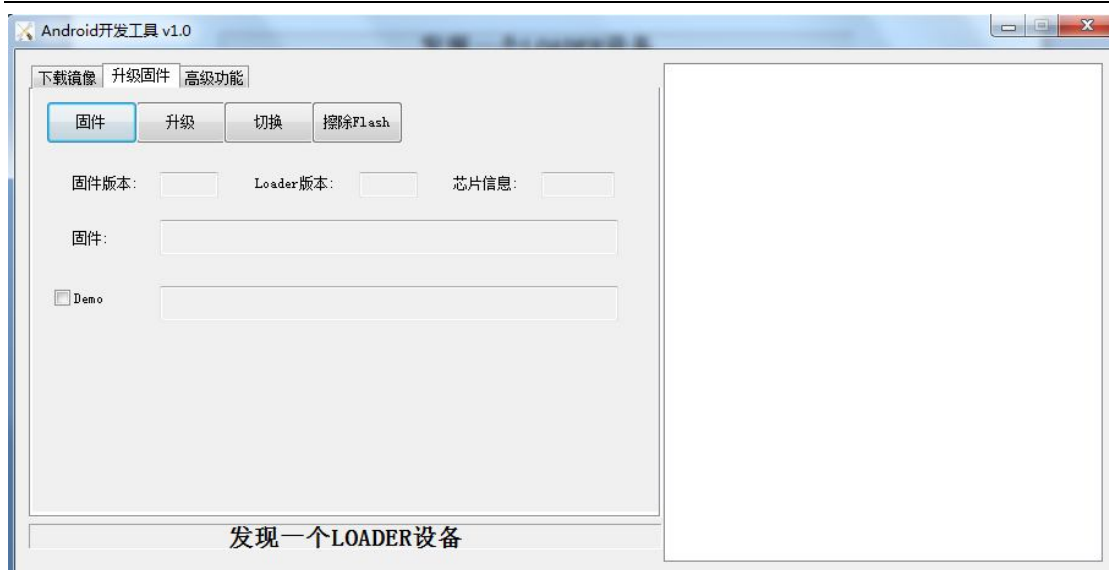 Android开发工具 v1.0
下载镜像 升级固件 高级功能
固件 升级 切换 擦除Flash
固件版本: Loader版本: 芯片信息:
固件:
Demo
发现一个LOADER设备